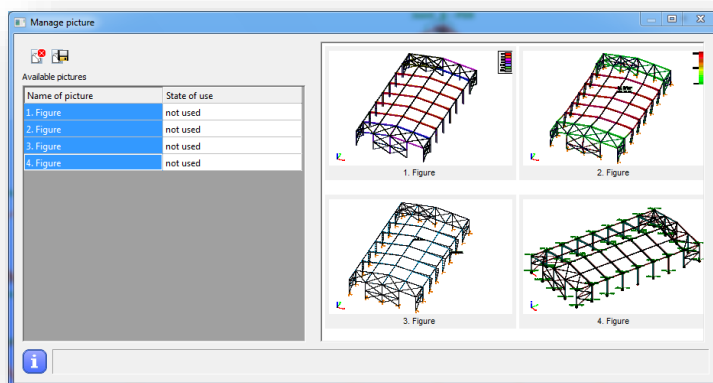 Manage picture
Available pictures
Name of picture State of use
1. Figure not used
2. Figure not used
3. Figure not used
4. Figure not used
1. Figure 2. Figure
3. Figure 4. Figure